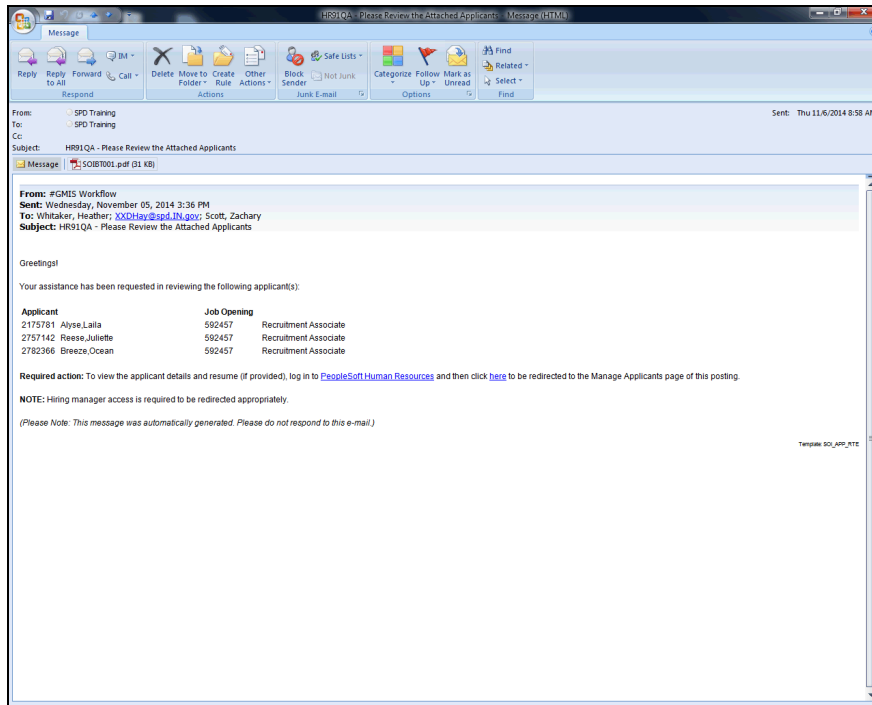 HR91QA - Please Review the Attached Applicants - Message (HTML)
Message
Reply
Reply to All
Forward
IM
Call
Respond
Delete
Move to Folder
Create Rule
Other Actions
Actions
Block Sender
Safe Lists
Not Junk
Junk E-mail
Categorize
Follow Up
Mark as Unread
Options
Find
Related
Select
Find
From: SPD Training
Sent: Thu 11/6/2014 8:58 AM
To: SPD Training
Cc:
Subject: HR91QA - Please Review the Attached Applicants
Message SOIBT001.pdf (31 KB)
From: #GMIS Workflow
Sent: Wednesday, November 05, 2014 3:36 PM
To: Whitaker, Heather; XXDHay@spd.IN.gov; Scott, Zachary
Subject: HR91QA - Please Review the Attached Applicants
Greetings!
Your assistance has been requested in reviewing the following applicant(s):
Applicant Job Opening
2175781 Alyse,Laila 592457 Recruitment Associate
2757142 Reese,Juliette 592457 Recruitment Associate
2782366 Breeze,Ocean 592457 Recruitment Associate
Required action: To view the applicant details and resume (if provided), log in to PeopleSoft Human Resources and then click here to be redirected to the Manage Applicants page of this posting.
NOTE: Hiring manager access is required to be redirected appropriately.
(Please Note: This message was automatically generated. Please do not respond to this e-mail.)
Template: SOI_APP_RTE